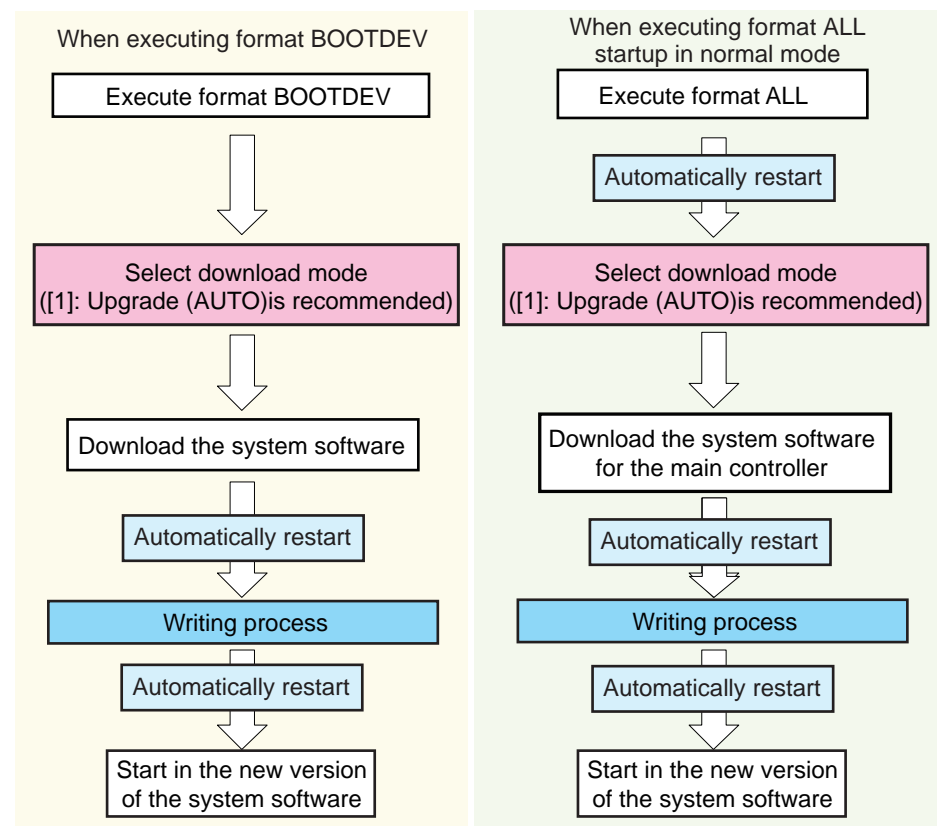 When executing format BOOTDEV
Execute format BOOTDEV
Select download mode
([1]: Upgrade (AUTO)is recommended)
Download the system software
Automatically restart
Writing process
Automatically restart
Start in the new version
of the system software
When executing format ALL
startup in normal mode
Execute format ALL
Automatically restart
Select download mode
([1]: Upgrade (AUTO)is recommended)
Download the system software
for the main controller
Automatically restart
Writing process
Automatically restart
Start in the new version
of the system software